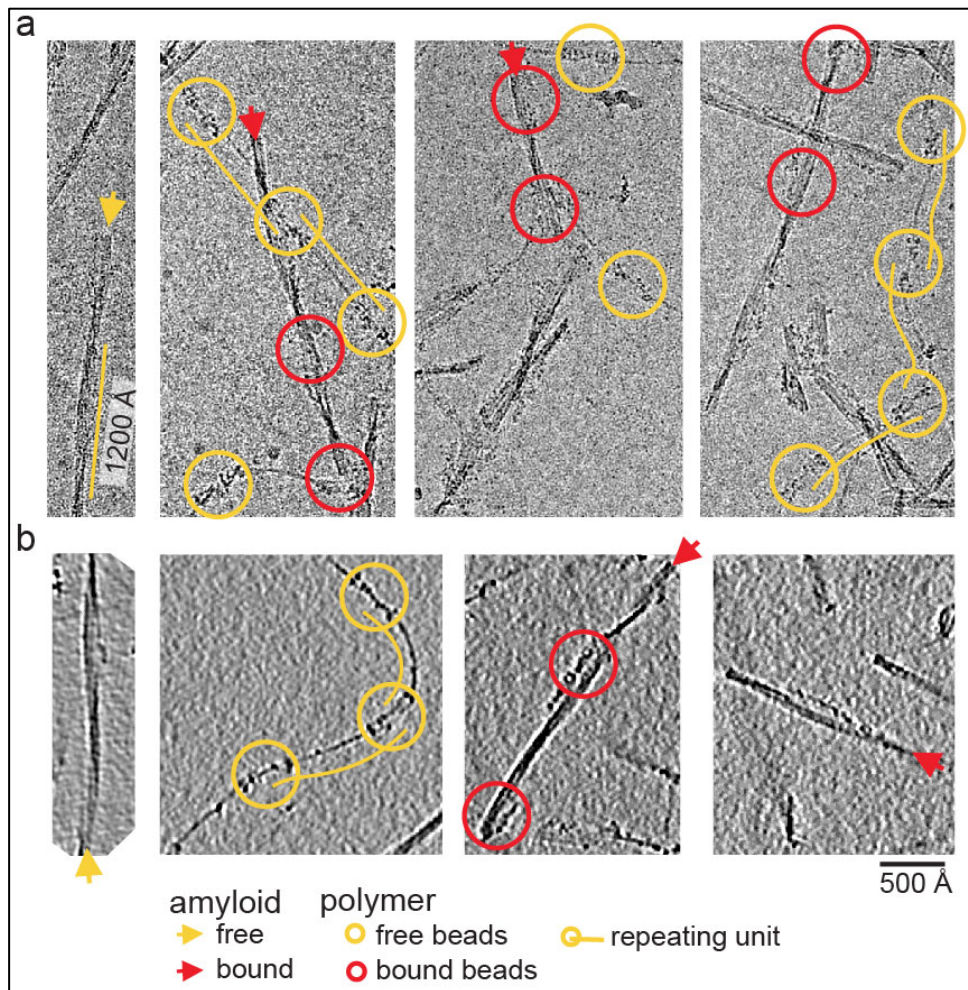 a
1200 Å
b
500 Å
amyloid polymer
free free beads repeating unit
bound bound beads